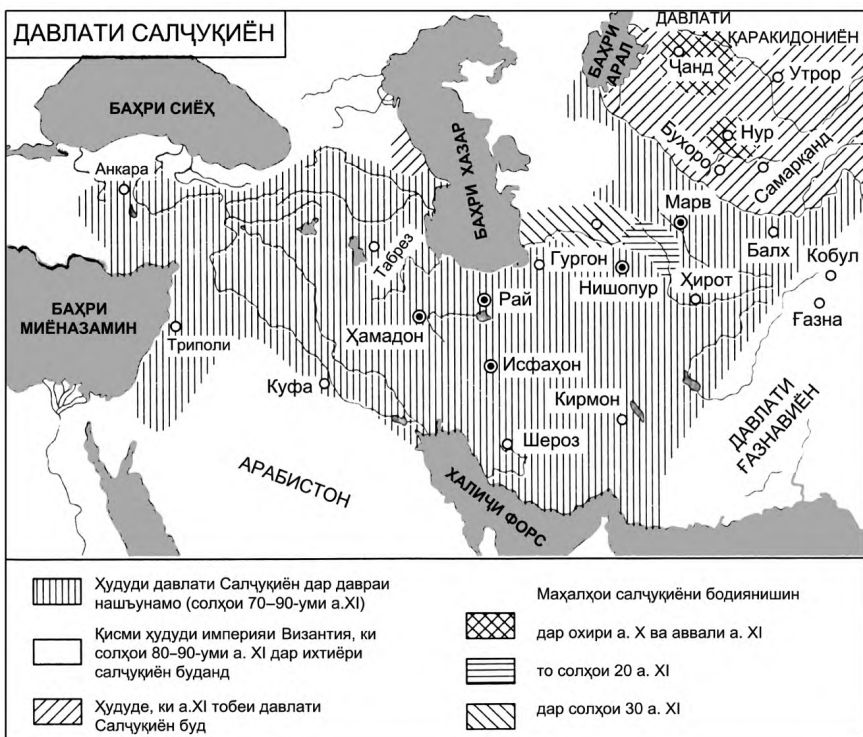 ДАВЛАТИ САЛҶУҚИЁН
ДАВЛАТИ
ҚАРАКИДОНИЁН
БАҲРИ
АРАЛ
Ҷанд
Утрор
БАҲРИ СИЁҲ
Нур
Бухоро
Самарқанд
БАҲРИ ХАЗАР
Анкара
Марв
Балх
Табрез
Гургон
Кобул
Нишопур
Ҳирот
Рай
Ғазна
БАҲРИ
МИЁНАЗАМИН
Ҳамадон
Триполи
Исфаҳон
Куфа
Кирмон
ДАВЛАТИ
ҒАЗНАВИЁН
Шероз
АРАБИСТОН
ХАЛИҶИ ФОРС
Ҳудуди давлати Салҷуқиён дар давраи
нашъунамо (солҳои 70–90-уми а.XI)
Қисми ҳудуди империяи Византия, ки
солҳои 80–90-уми а. XI дар ихтиёри
салҷуқиён буданд
Ҳудуде, ки а.XI тобеи давлати
Салҷуқиён буд
Маҳалҳои салҷуқиёни бодиянишин
дар охири а. X ва аввали а. XI
то солҳои 20 а. XI
дар солҳои 30 а. XI